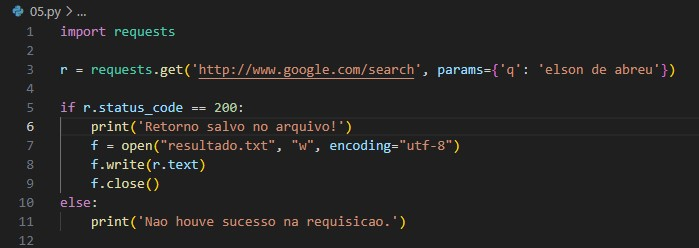 05.py > ...
1 import requests
2
3 r = requests.get('http://www.google.com/search', params={'q': 'elson de abreu'})
4
5 if r.status_code == 200:
6     print('Retorno salvo no arquivo!')
7     f = open("resultado.txt", "w", encoding="utf-8")
8     f.write(r.text)
9     f.close()
10 else:
11     print('Nao houve sucesso na requisicao.')
12